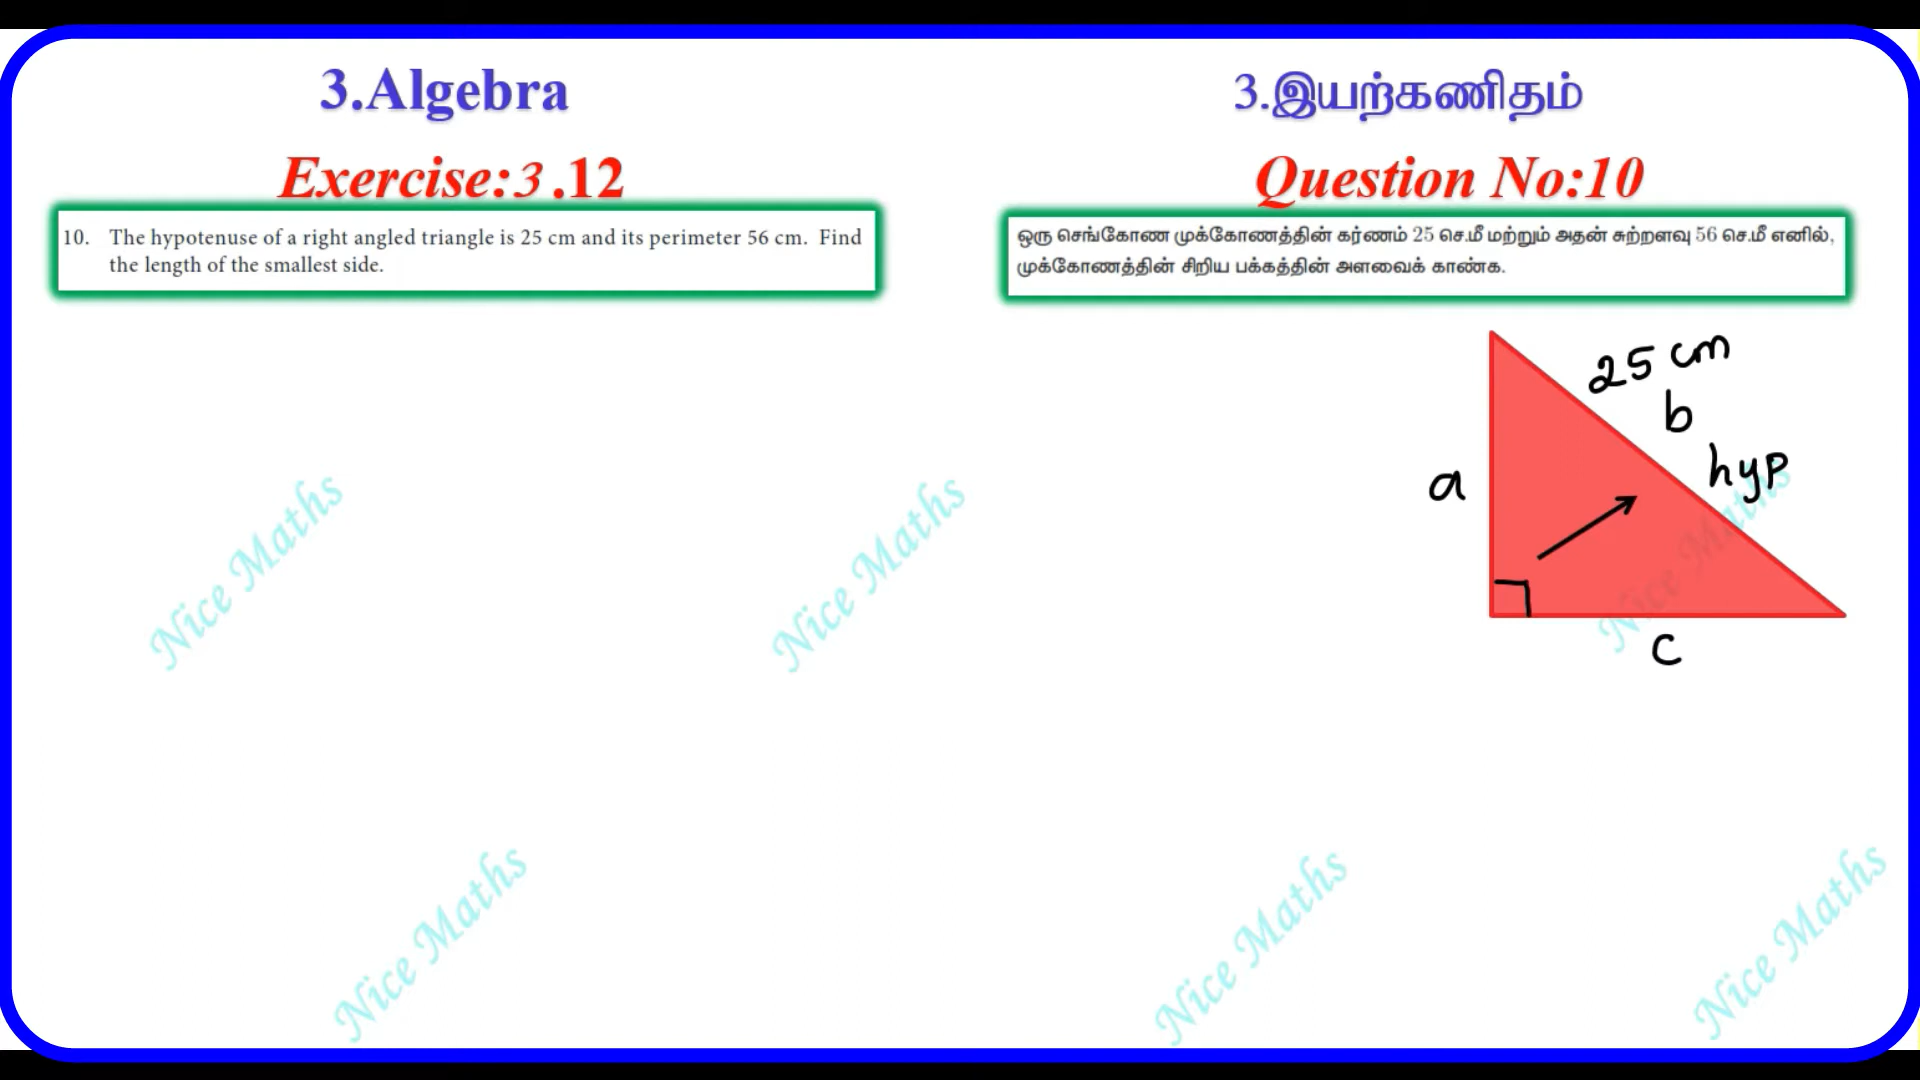 3.Algebra
Exercise:3.12
10. The hypotenuse of a right angled triangle is 25 cm and its perimeter 56 cm. Find
the length of the smallest side.
3.இயற்கணிதம்
Question No:10
ஒரு செங்கோண முக்கோணத்தின் கர்ணம் 25 செ.மீ மற்றும் அதன் சுற்றளவு 56 செ.மீ எனில்,
முக்கோணத்தின் சிறிய பக்கத்தின் அளவைக் காண்க.
25 cm
b
hyp
a
c
Nice Maths
Nice Maths
Nice Maths
Nice Maths
Nice Maths
Nice Maths